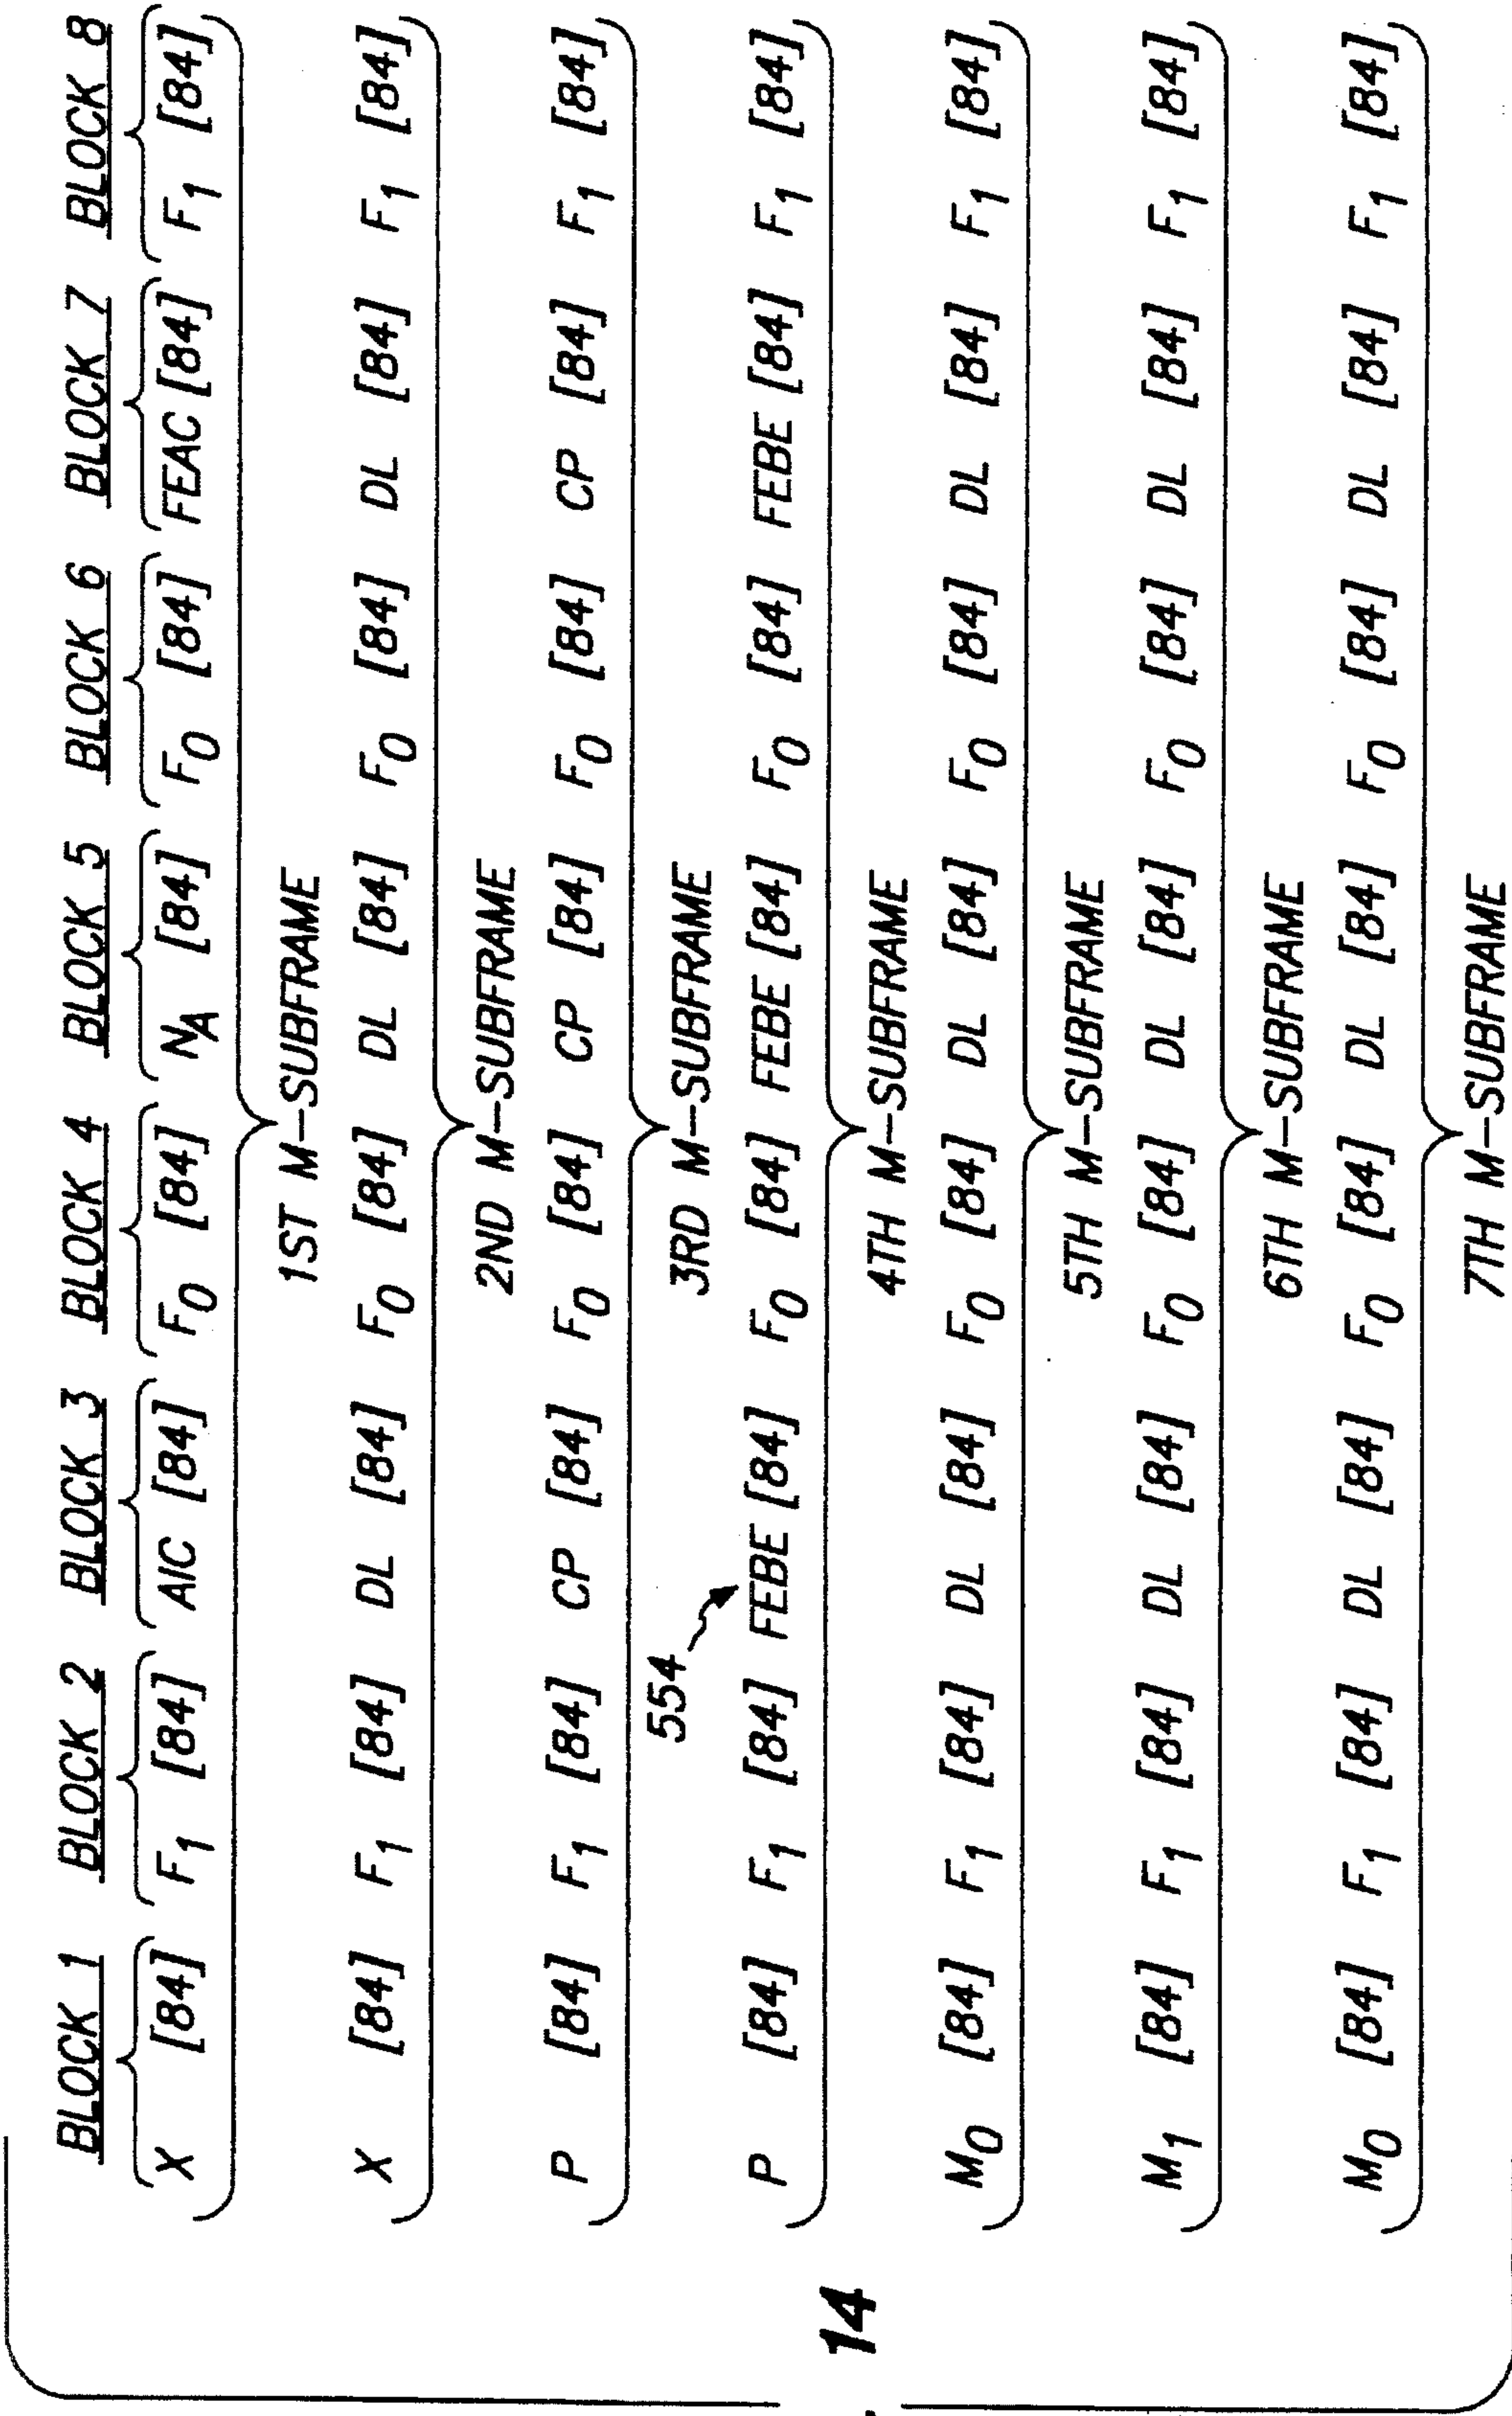 BLOCK 1 BLOCK 2 BLOCK 3 BLOCK 4 BLOCK 5 BLOCK 6 BLOCK 7 BLOCK 8
X [84] F1 [84] AIC [84] F0 [84] NA [84] F0 [84] FEAC [84] F1 [84]
1ST M-SUBFRAME
X [84] F1 [84] DL [84] F0 [84] DL [84] F0 [84] DL [84] F1 [84]
2ND M-SUBFRAME
P [84] F1 [84] CP [84] F0 [84] CP [84] F0 [84] CP [84] F1 [84]
3RD M-SUBFRAME
554
P [84] F1 [84] FEBE [84] F0 [84] FEBE [84] F0 [84] FEBE [84] F1 [84]
4TH M-SUBFRAME
M0 [84] F1 [84] DL [84] F0 [84] DL [84] F0 [84] DL [84] F1 [84]
5TH M-SUBFRAME
M1 [84] F1 [84] DL [84] F0 [84] DL [84] F0 [84] DL [84] F1 [84]
6TH M-SUBFRAME
M0 [84] F1 [84] DL [84] F0 [84] DL [84] F0 [84] DL [84] F1 [84]
7TH M-SUBFRAME
14